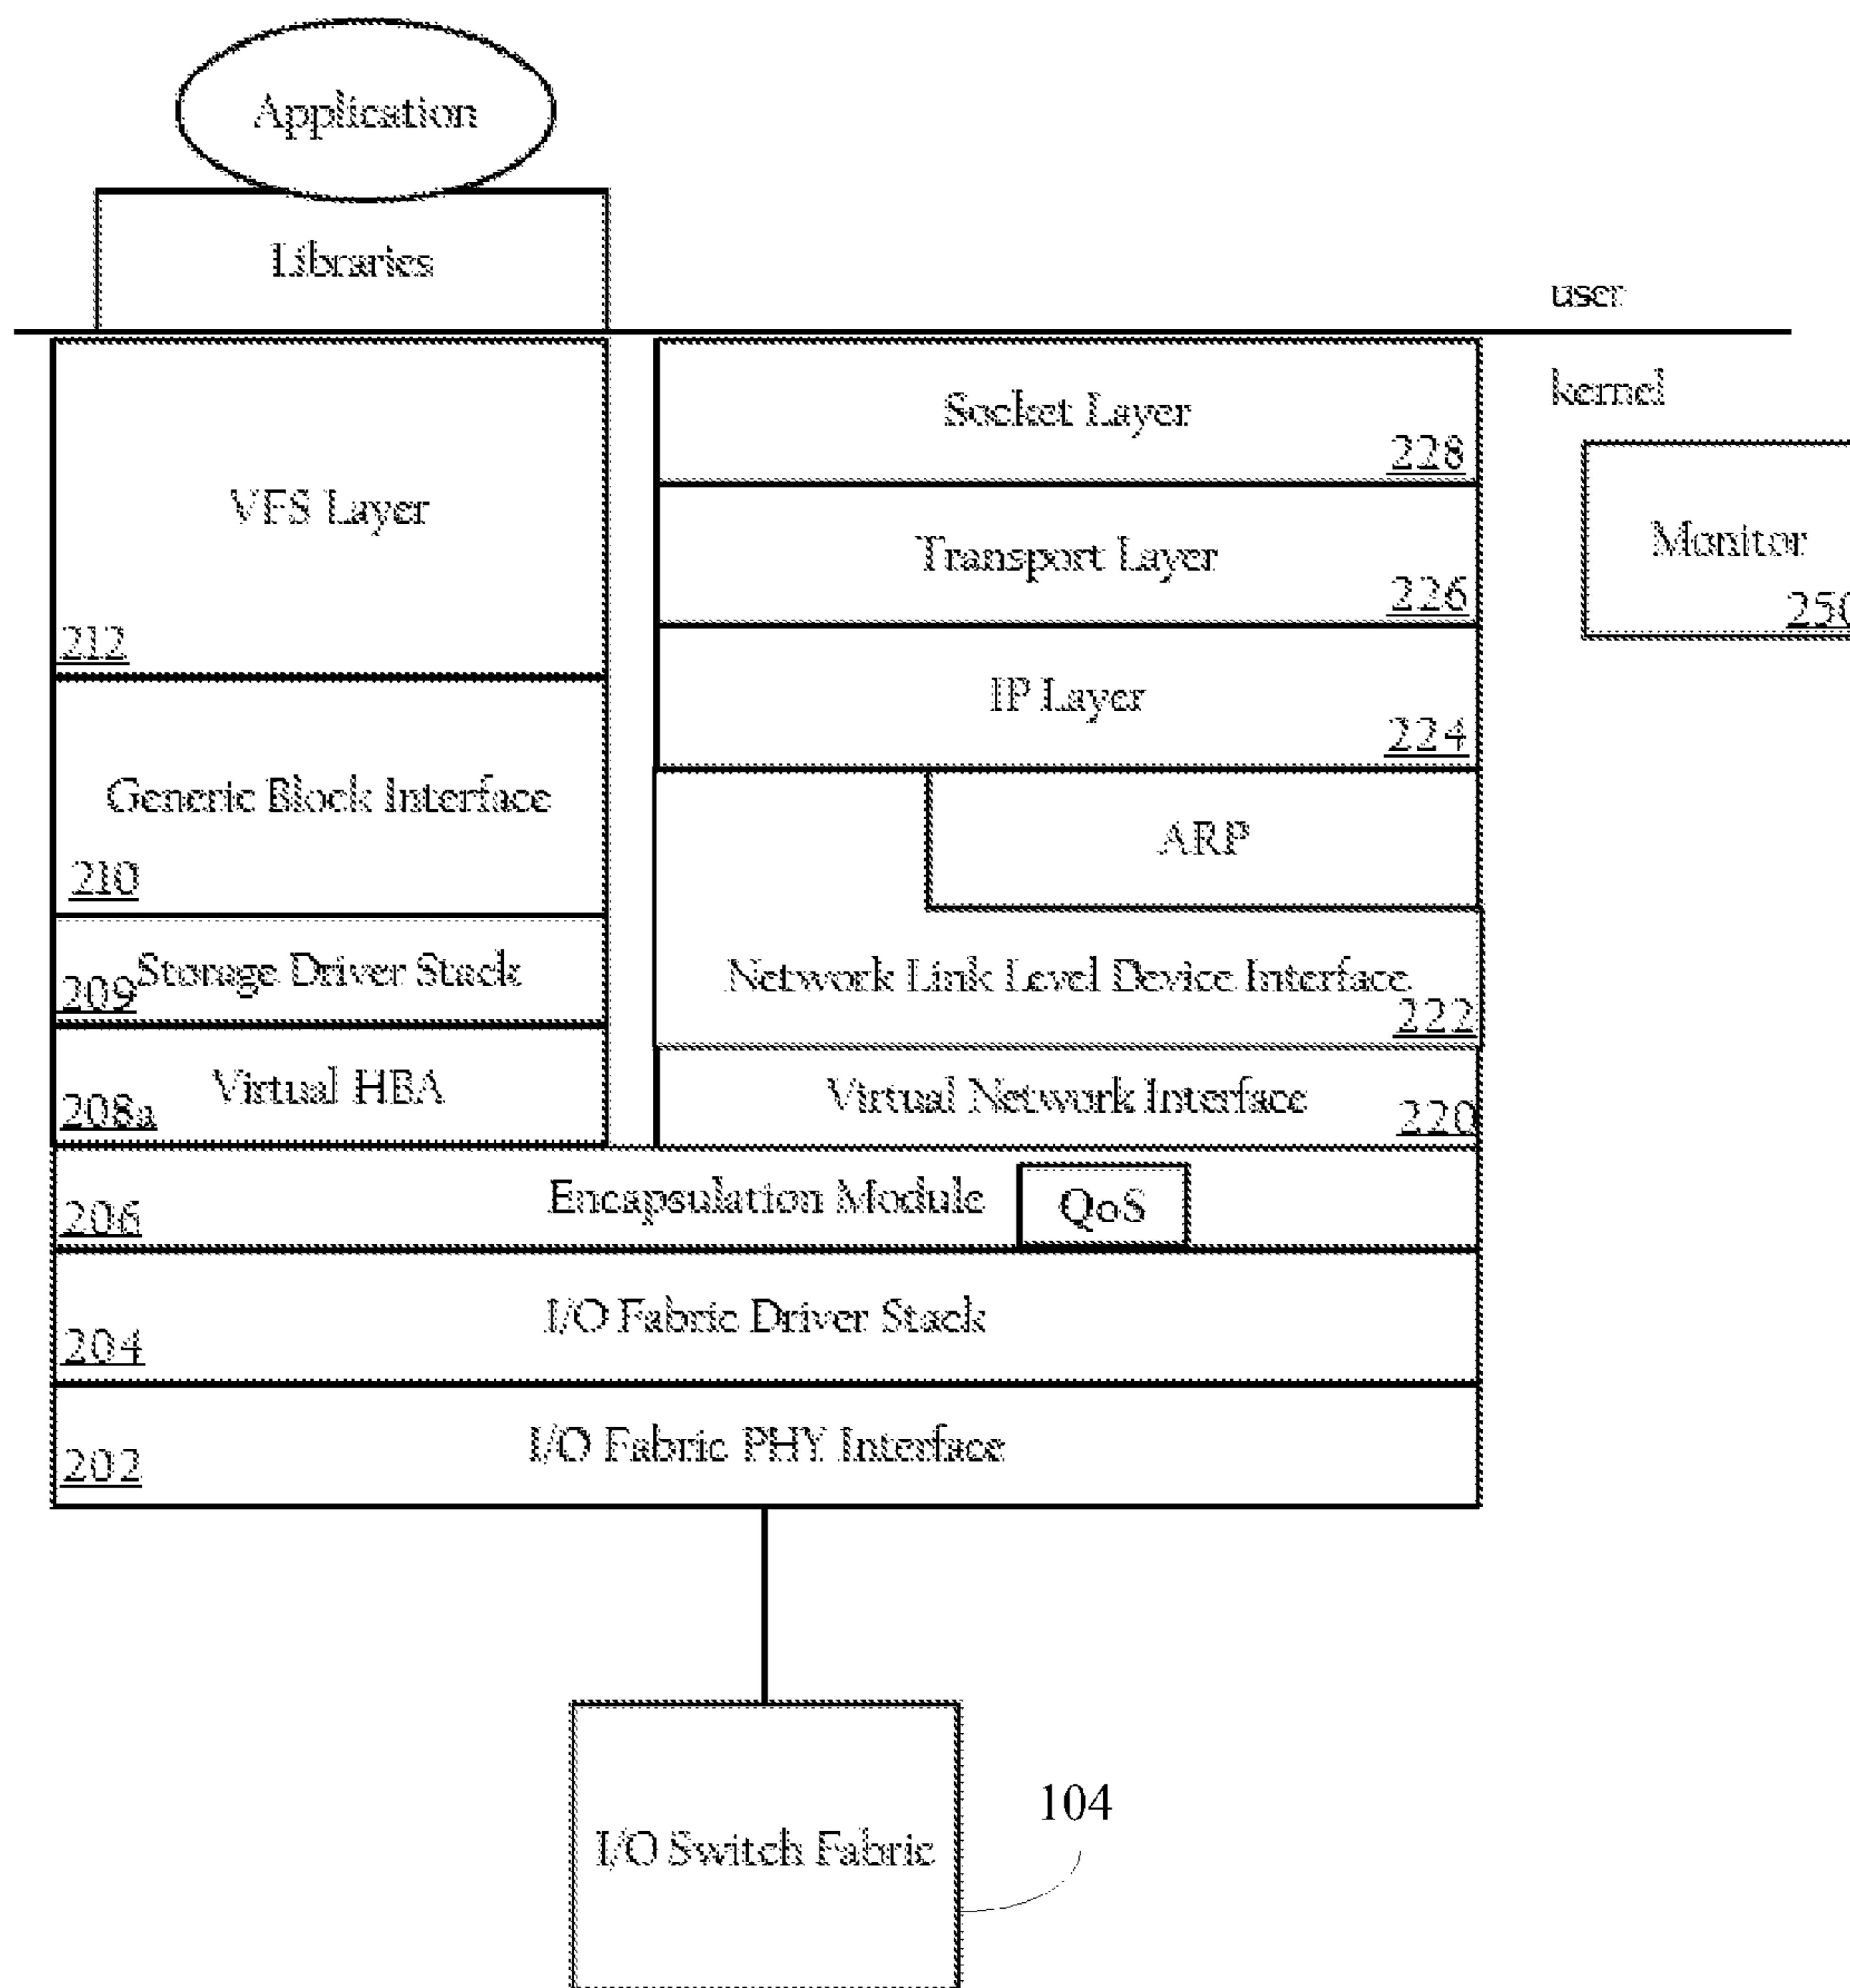 Application
Libraries
user
kernel
VFS Layer
212
Generic Block Interface
210
Storage Driver Stack
209
Virtual HBA
208a
Socket Layer
228
Transport Layer
226
IP Layer
224
ARP
Network Link Level Device Interface
222
Virtual Network Interface
220
Monitor
250
Encapsulation Module
QoS
206
I/O Fabric Driver Stack
204
I/O Fabric PHY Interface
202
I/O Switch Fabric
104